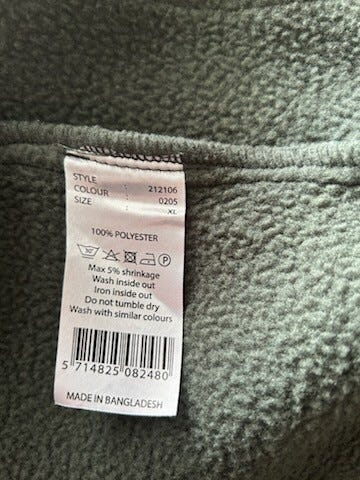 STYLE 212106
COLOUR : 0205
SIZE : XL
100% POLYESTER
30° P
Max 5% shrinkage
Wash inside out
Iron inside out
Do not tumble dry
Wash with similar colours
5 714825 082480
MADE IN BANGLADESH